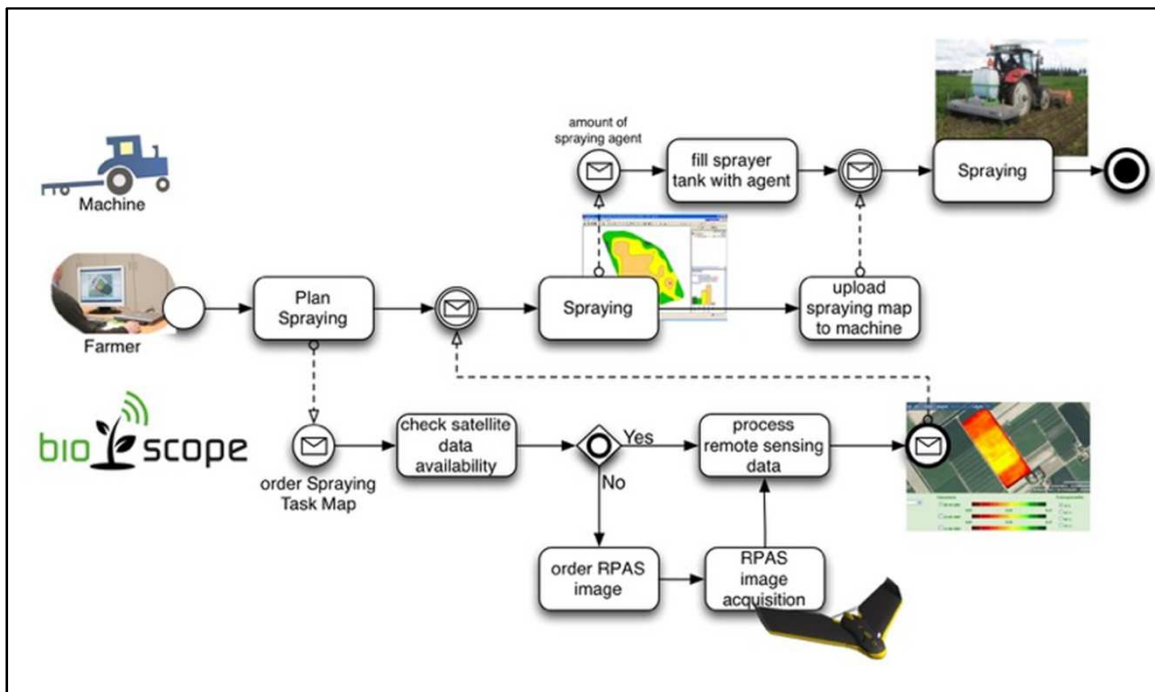 amount of
spraying agent
fill sprayer
tank with agent
Spraying
Machine
Plan
Spraying
Spraying
upload
spraying map
to machine
Farmer
bio scope
check satellite
data
availability
Yes
process
remote sensing
data
order Spraying
Task Map
No
order RPAS
image
RPAS
image
acquisition